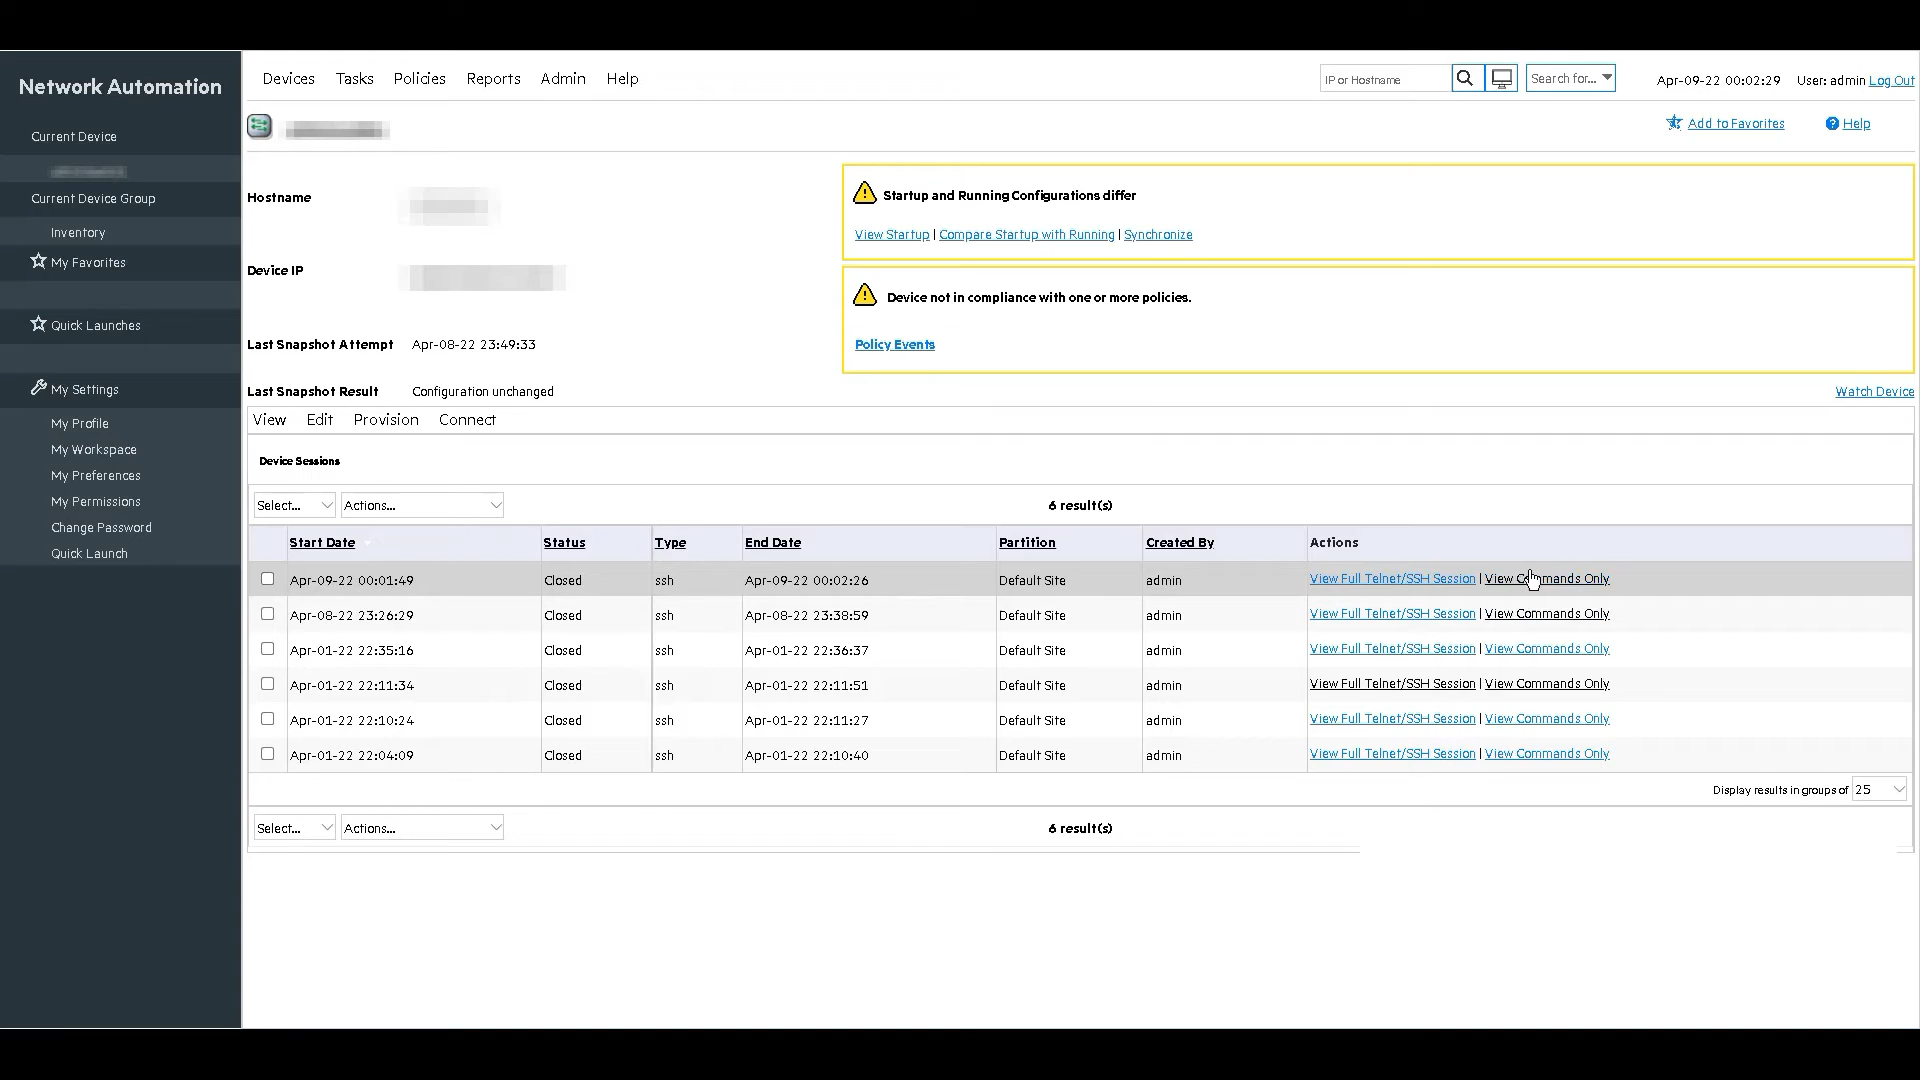 Network Automation
Devices Tasks Policies Reports Admin Help
IP or Hostname
Search for...
Apr-09-22 00:02:29 User: admin Log Out
Current Device
Current Device Group
Inventory
My Favorites
Quick Launches
My Settings
My Profile
My Workspace
My Preferences
My Permissions
Change Password
Quick Launch
Add to Favorites Help
Hostname
Device IP
Last Snapshot Attempt Apr-08-22 23:49:33
Last Snapshot Result Configuration unchanged
Startup and Running Configurations differ
View Startup | Compare Startup with Running | Synchronize
Device not in compliance with one or more policies.
Policy Events
Watch Device
View Edit Provision Connect
Device Sessions
Select... Actions... 6 result(s)
Start Date Status Type End Date Partition Created By Actions
Apr-09-22 00:01:49 Closed ssh Apr-09-22 00:02:26 Default Site admin View Full Telnet/SSH Session | View Commands Only
Apr-08-22 23:26:29 Closed ssh Apr-08-22 23:38:59 Default Site admin View Full Telnet/SSH Session | View Commands Only
Apr-01-22 22:35:16 Closed ssh Apr-01-22 22:36:37 Default Site admin View Full Telnet/SSH Session | View Commands Only
Apr-01-22 22:11:34 Closed ssh Apr-01-22 22:11:51 Default Site admin View Full Telnet/SSH Session | View Commands Only
Apr-01-22 22:10:24 Closed ssh Apr-01-22 22:11:27 Default Site admin View Full Telnet/SSH Session | View Commands Only
Apr-01-22 22:04:09 Closed ssh Apr-01-22 22:10:40 Default Site admin View Full Telnet/SSH Session | View Commands Only
Display results in groups of 25
Select... Actions... 6 result(s)